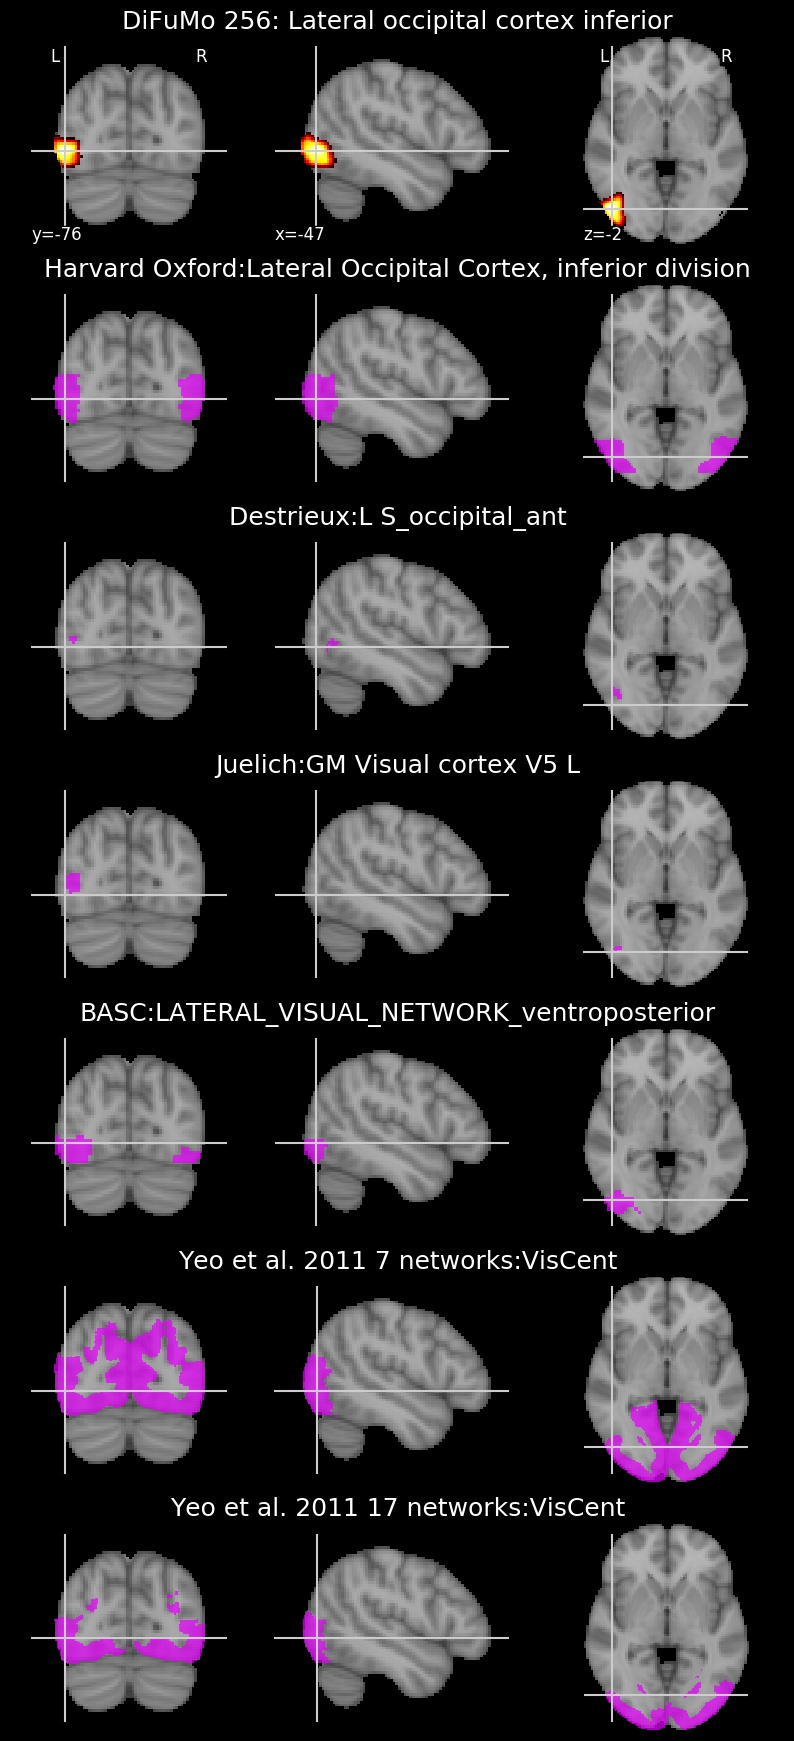 DiFuMo 256: Lateral occipital cortex inferior
L R L R
y=-76 x=-47 z=-2
Harvard Oxford:Lateral Occipital Cortex, inferior division
Destrieux:L S_occipital_ant
Juelich:GM Visual cortex V5 L
BASC:LATERAL_VISUAL_NETWORK_ventroposterior
Yeo et al. 2011 7 networks:VisCent
Yeo et al. 2011 17 networks:VisCent